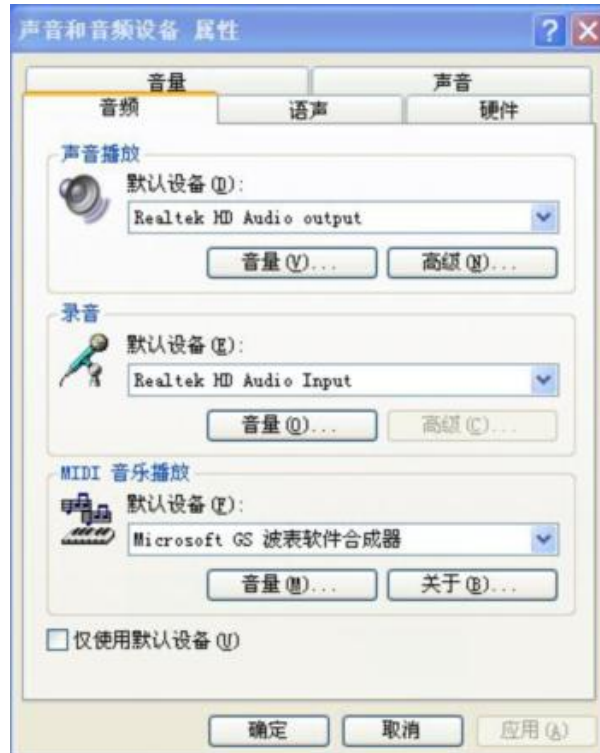 声音和音频设备 属性
音量 声音
音频 语声 硬件
声音播放
默认设备(D):
Realtek HD Audio output
音量(V)... 高级(N)...
录音
默认设备(E):
Realtek HD Audio Input
音量(O)... 高级(C)...
MIDI 音乐播放
默认设备(F):
Microsoft GS 波表软件合成器
音量(M)... 关于(B)...
仅使用默认设备(U)
确定 取消 应用(A)